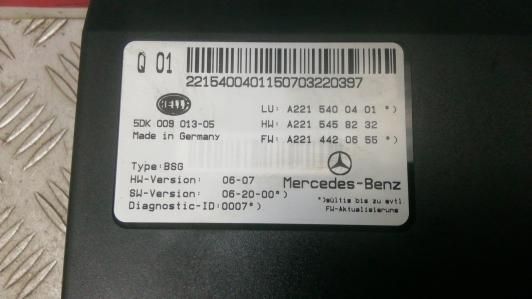 Q 01
2215400401150703220397
HELLA
5DK 009 013-05
Made in Germany
LU: A221 540 04 01 *)
HW: A221 545 82 32
FW: A221 442 06 55 *)
Type: BSG
HW-Version: 06-07
SW-Version: 06-20-00*)
Diagnostic-ID: 0007*)
Mercedes-Benz
*)gültig bis zu evtl.
FW-Aktualisierung